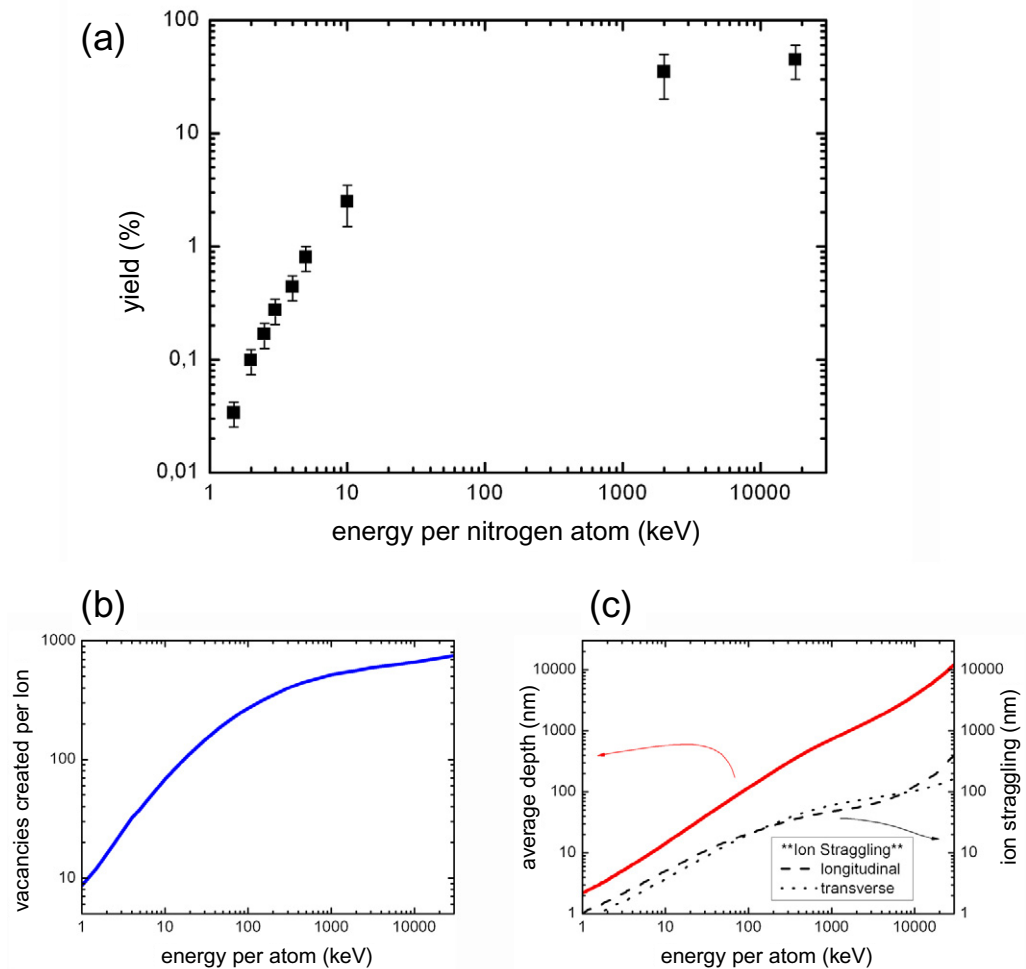 (a)
100
10
1
0,1
0,01
yield (%)
1 10 100 1000 10000
energy per nitrogen atom (keV)
(b)
1000
100
10
vacancies created per Ion
1 10 100 1000 10000
energy per atom (keV)
(c)
10000
1000
100
10
1
average depth (nm)
10000
1000
100
10
1
ion straggling (nm)
**Ion Straggling**
longitudinal
transverse
1 10 100 1000 10000
energy per atom (keV)